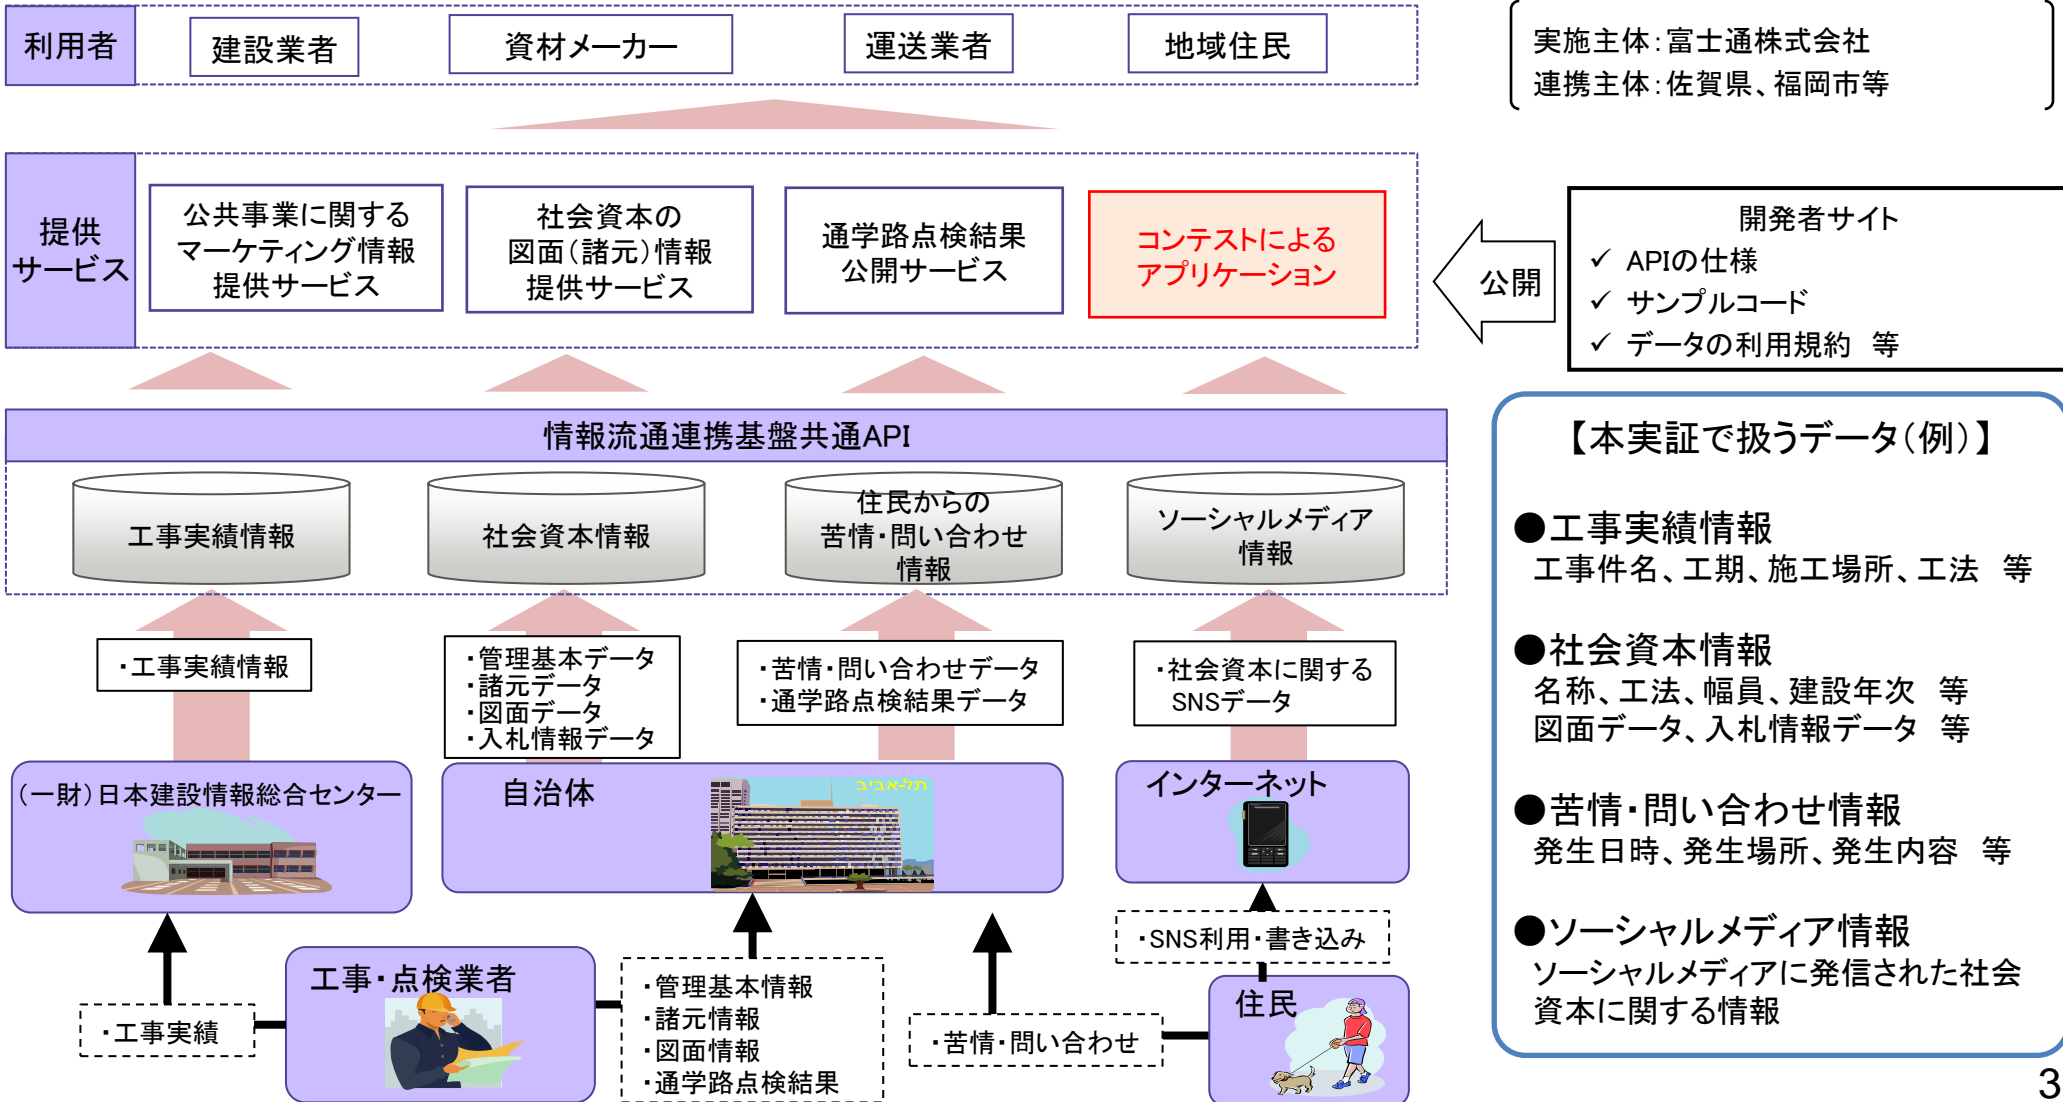 利用者
建設業者
資材メーカー
運送業者
地域住民
実施主体：富士通株式会社
連携主体：佐賀県、福岡市等
提供
サービス
公共事業に関する
マーケティング情報
提供サービス
社会資本の
図面（諸元）情報
提供サービス
通学路点検結果
公開サービス
コンテストによる
アプリケーション
公開
開発者サイト
✓ APIの仕様
✓ サンプルコード
✓ データの利用規約　等
情報流通連携基盤共通API
工事実績情報
社会資本情報
住民からの
苦情・問い合わせ
情報
ソーシャルメディア
情報
・工事実績情報
・管理基本データ
・諸元データ
・図面データ
・入札情報データ
・苦情・問い合わせデータ
・通学路点検結果データ
・社会資本に関する
SNSデータ
（一財）日本建設情報総合センター
自治体
תל-אביב
インターネット
・工事実績
工事・点検業者
・管理基本情報
・諸元情報
・図面情報
・通学路点検結果
・苦情・問い合わせ
・SNS利用・書き込み
住民
【本実証で扱うデータ（例）】
●工事実績情報
工事件名、工期、施工場所、工法　等
●社会資本情報
名称、工法、幅員、建設年次　等
図面データ、入札情報データ　等
●苦情・問い合わせ情報
発生日時、発生場所、発生内容　等
●ソーシャルメディア情報
ソーシャルメディアに発信された社会
資本に関する情報
3